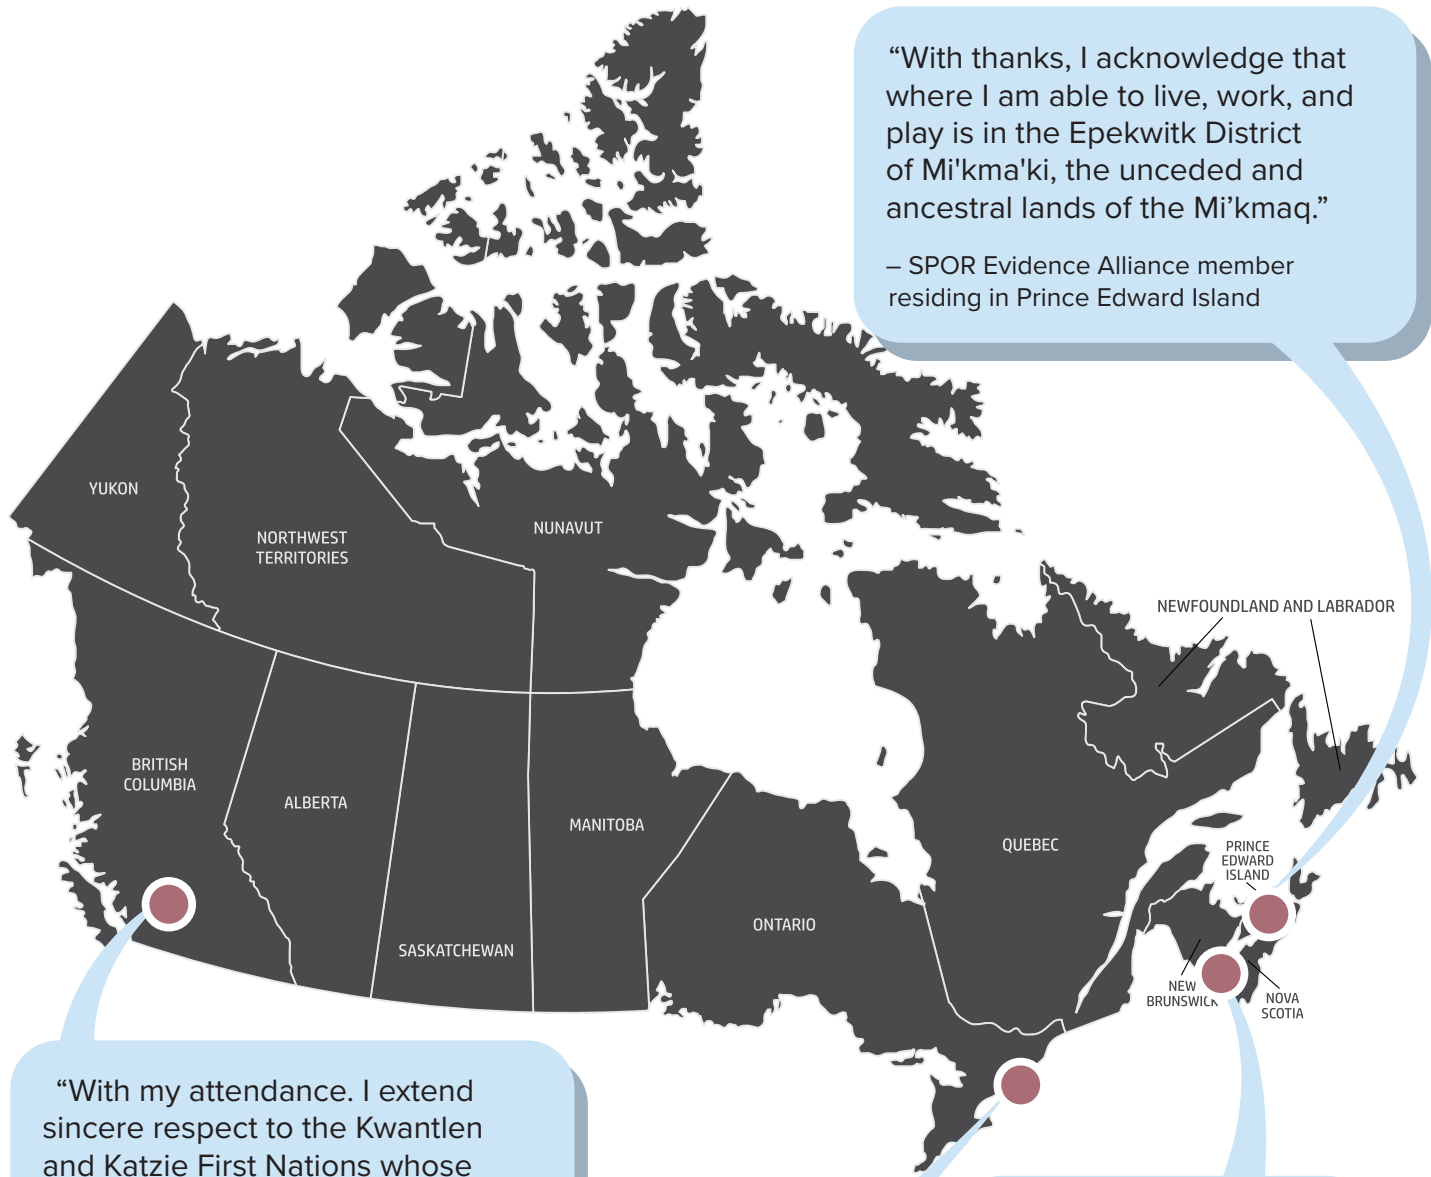 “With thanks, I acknowledge that
where I am able to live, work, and
play is in the Epekwitk District
of Mi'kma'ki, the unceded and
ancestral lands of the Mi’kmaq.”
– SPOR Evidence Alliance member
residing in Prince Edward Island
YUKON
NORTHWEST
TERRITORIES
NUNAVUT
NEWFOUNDLAND AND LABRADOR
BRITISH
COLUMBIA
ALBERTA
MANITOBA
QUEBEC
PRINCE
EDWARD
ISLAND
ONTARIO
SASKATCHEWAN
NEW
BRUNSWICK
NOVA
SCOTIA
“With my attendance. I extend
sincere respect to the Kwantlen
and Katzie First Nations whose